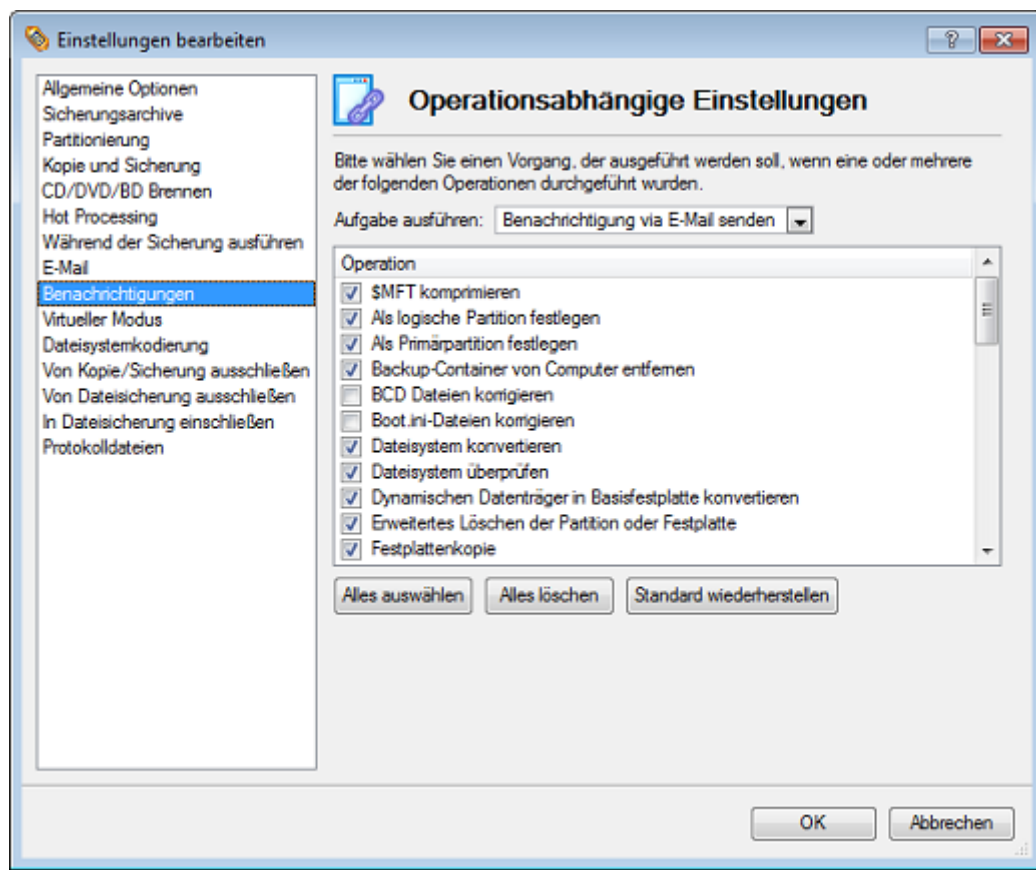 Einstellungen bearbeiten
Allgemeine Optionen
Sicherungsarchive
Partitionierung
Kopie und Sicherung
CD/DVD/BD Brennen
Hot Processing
Während der Sicherung ausführen
E-Mail
Benachrichtigungen
Virtueller Modus
Dateisystemkodierung
Von Kopie/Sicherung ausschließen
Von Dateisicherung ausschließen
In Dateisicherung einschließen
Protokolldateien
Operationsabhängige Einstellungen
Bitte wählen Sie einen Vorgang, der ausgeführt werden soll, wenn eine oder mehrere
der folgenden Operationen durchgeführt wurden.
Aufgabe ausführen: Benachrichtigung via E-Mail senden
Operation
$MFT komprimieren
Als logische Partition festlegen
Als Primärpartition festlegen
Backup-Container von Computer entfernen
BCD Dateien korrigieren
Boot.ini-Dateien korrigieren
Dateisystem konvertieren
Dateisystem überprüfen
Dynamischen Datenträger in Basisfestplatte konvertieren
Erweitertes Löschen der Partition oder Festplatte
Festplattenkopie
Alles auswählen Alles löschen Standard wiederherstellen
OK Abbrechen